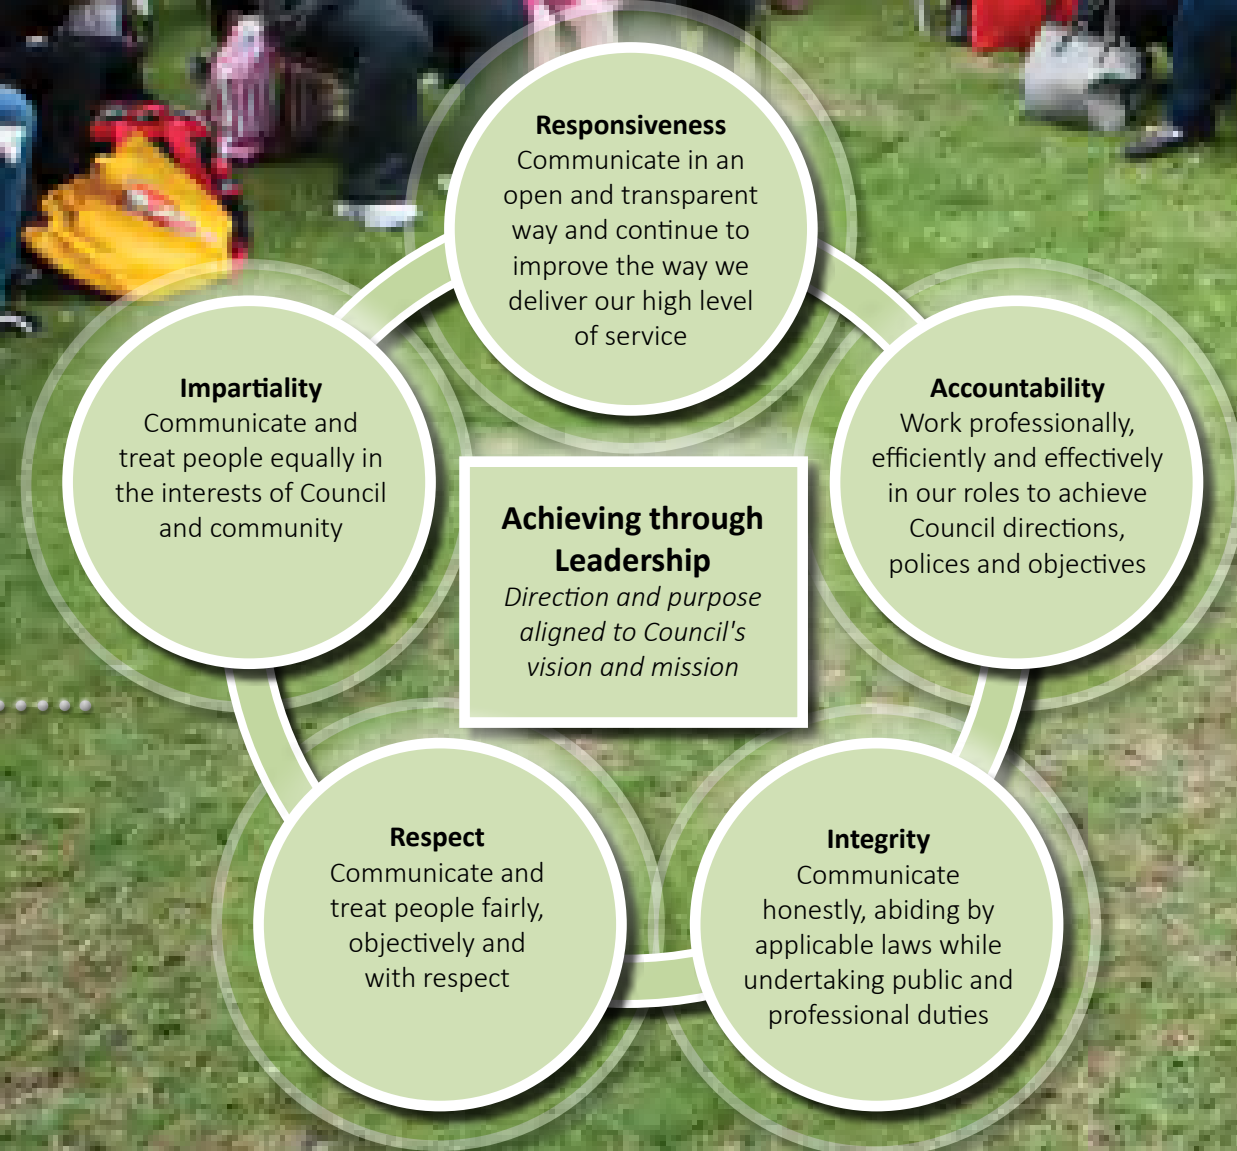 Responsiveness
Communicate in an
open and transparent
way and continue to
improve the way we
deliver our high level
of service
Accountability
Work professionally,
efficiently and effectively
in our roles to achieve
Council directions,
polices and objectives
Integrity
Communicate
honestly, abiding by
applicable laws while
undertaking public and
professional duties
Respect
Communicate and
treat people fairly,
objectively and
with respect
Impartiality
Communicate and
treat people equally in
the interests of Council
and community
Achieving through
Leadership
Direction and purpose
aligned to Council's
vision and mission